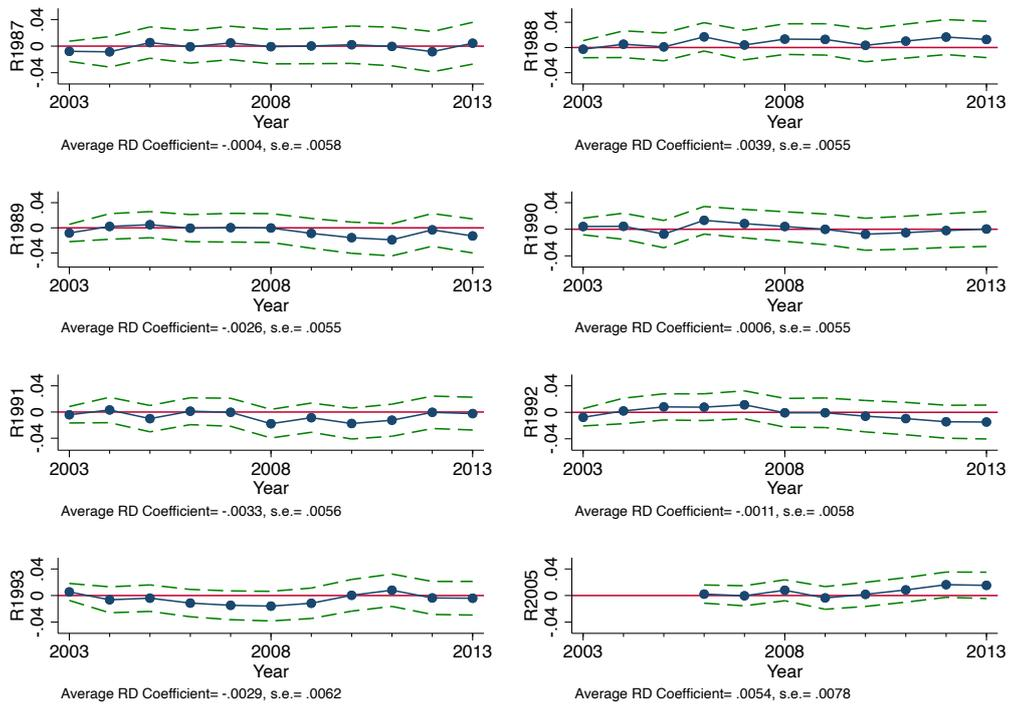 R1987
.04
0
-.04
2003
2008
2013
Year
Average RD Coefficient= -.0004, s.e.= .0058
R1988
.04
0
-.04
2003
2008
2013
Year
Average RD Coefficient= .0039, s.e.= .0055
R1989
.04
0
-.04
2003
2008
2013
Year
Average RD Coefficient= -.0026, s.e.= .0055
R1990
.04
0
-.04
2003
2008
2013
Year
Average RD Coefficient= .0006, s.e.= .0055
R1991
.04
0
-.04
2003
2008
2013
Year
Average RD Coefficient= -.0033, s.e.= .0056
R1992
.04
0
-.04
2003
2008
2013
Year
Average RD Coefficient= -.0011, s.e.= .0058
R1993
.04
0
-.04
2003
2008
2013
Year
Average RD Coefficient= -.0029, s.e.= .0062
R2005
.04
0
-.04
2003
2008
2013
Year
Average RD Coefficient= .0054, s.e.= .0078